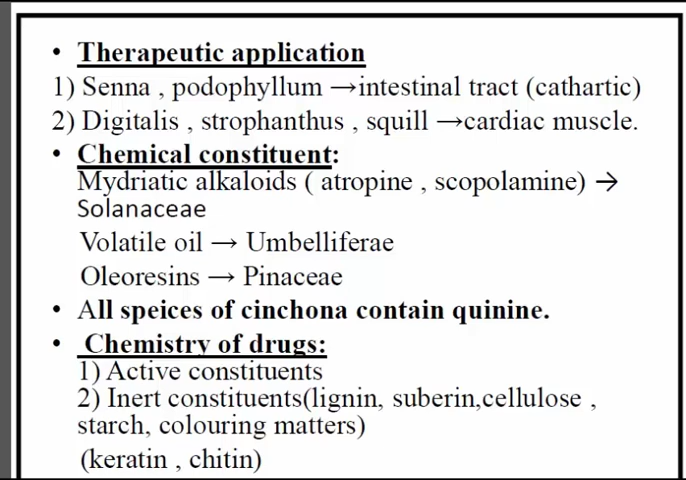 • Therapeutic application
1) Senna , podophyllum →intestinal tract (cathartic)
2) Digitalis , strophanthus , squill →cardiac muscle.
• Chemical constituent:
Mydriatic alkaloids ( atropine , scopolamine) →
Solanaceae
Volatile oil → Umbelliferae
Oleoresins → Pinaceae
• All speices of cinchona contain quinine.
• Chemistry of drugs:
1) Active constituents
2) Inert constituents(lignin, suberin,cellulose ,
starch, colouring matters)
(keratin , chitin)